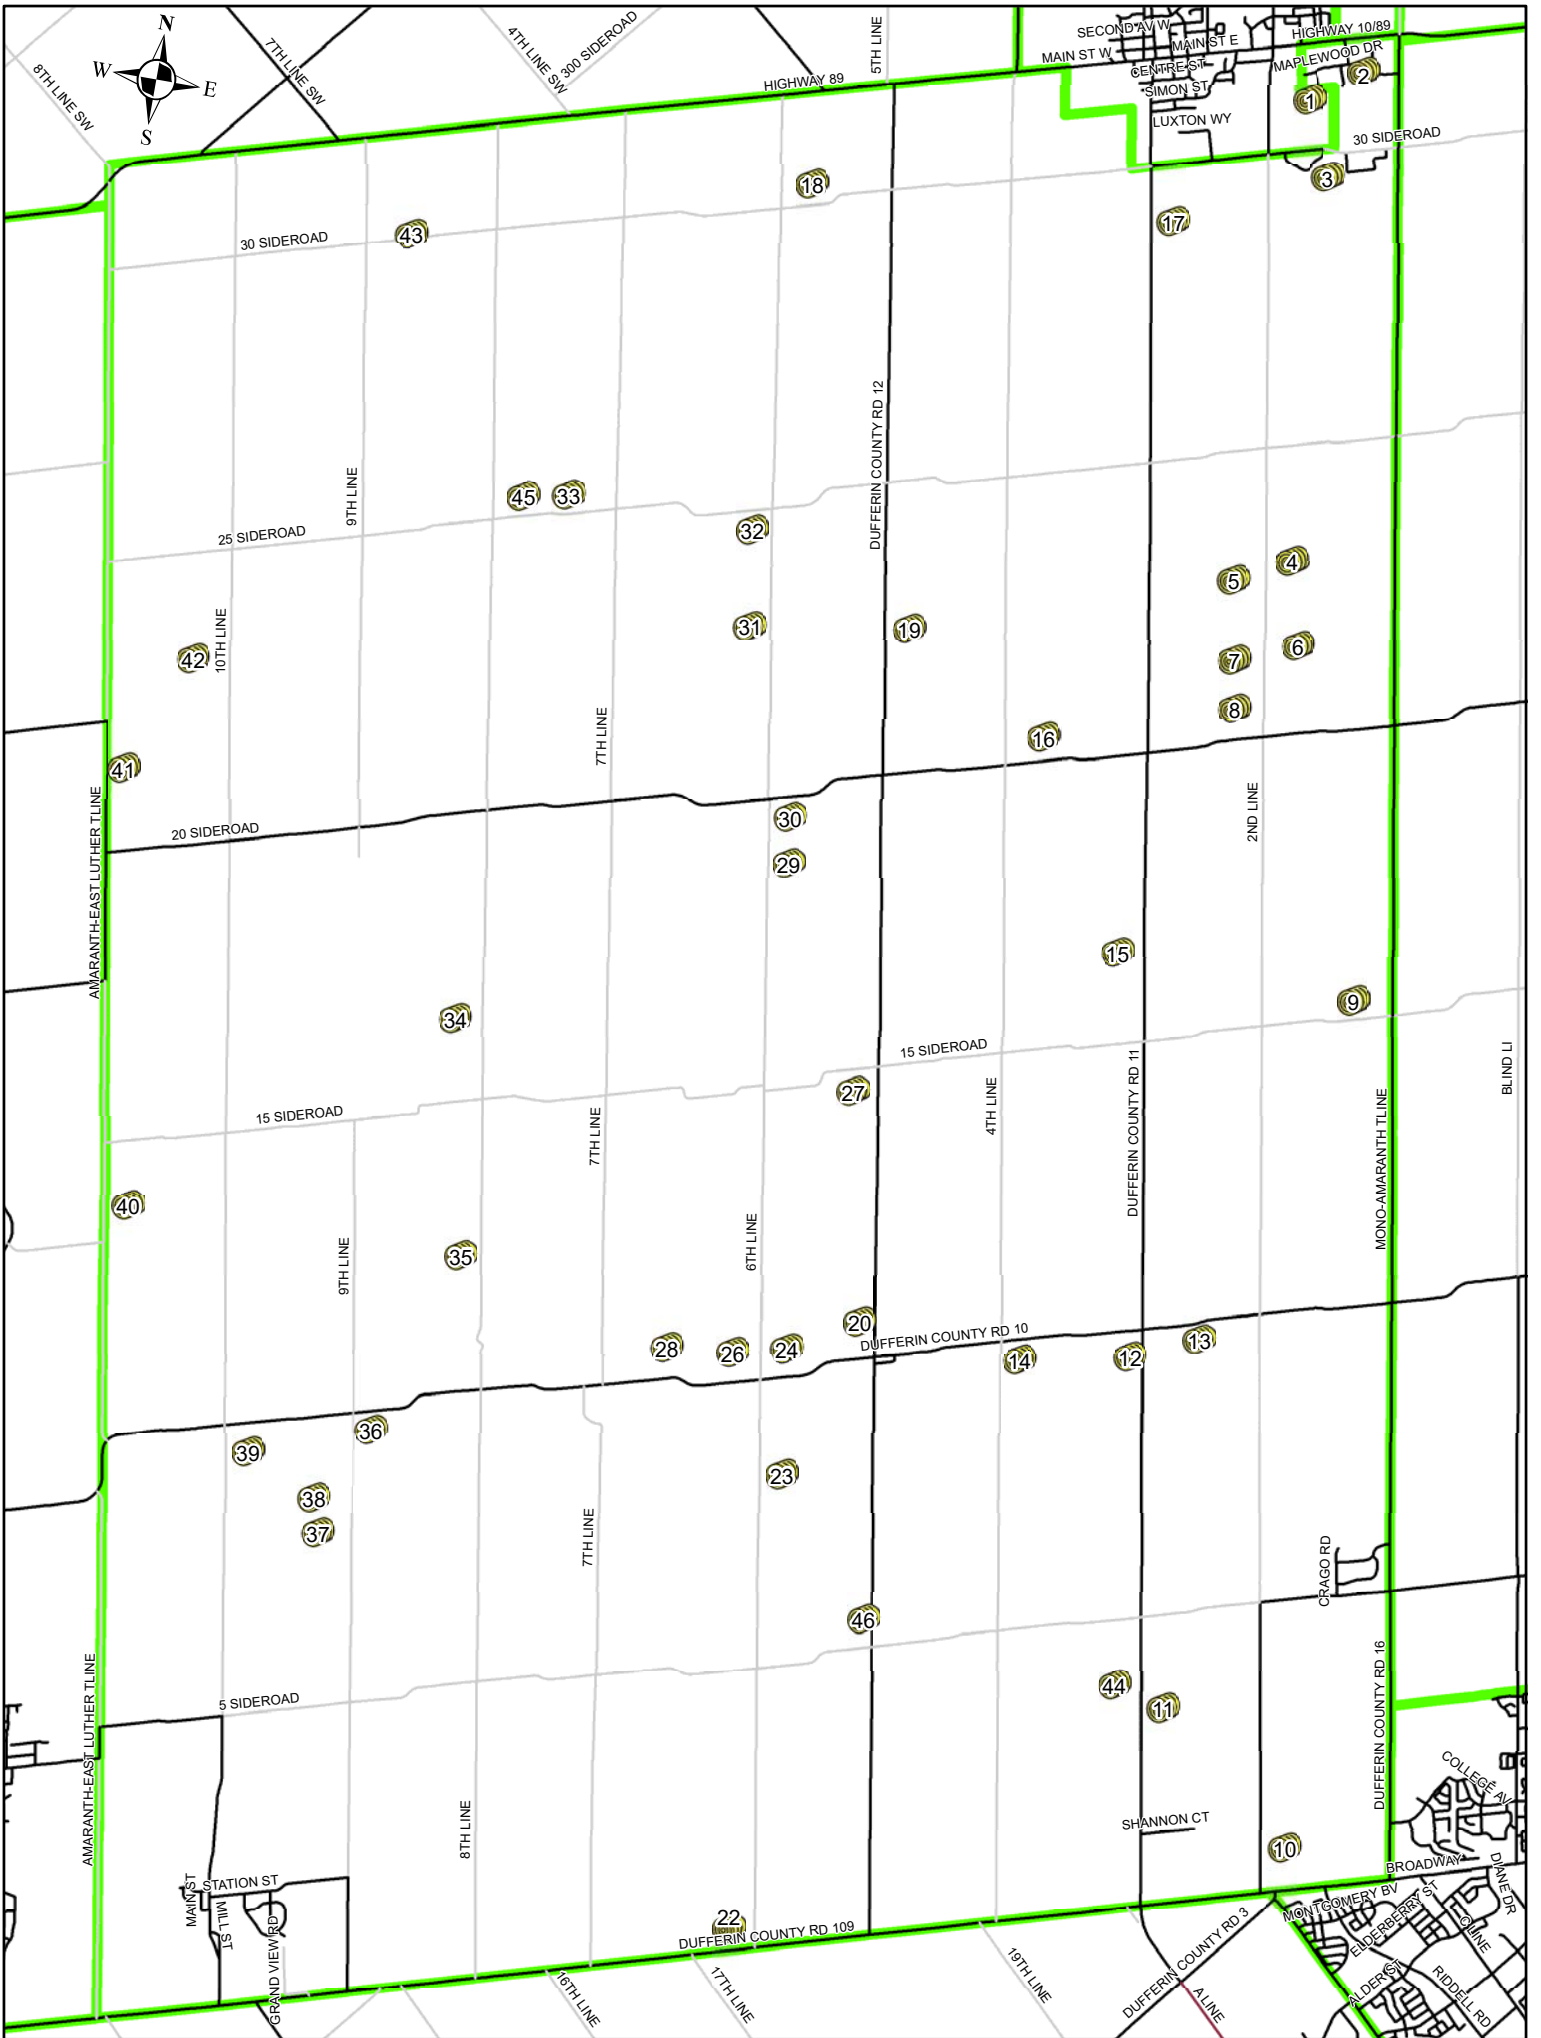 N
W
E
S
8TH LINE SW
7TH LINE SW
4TH LINE SW
300 SIDEROAD
5TH LINE
HIGHWAY 89
SECOND AV W
MAIN ST W
MAIN ST E
HIGHWAY 10/89
MAPLEWOOD DR
CENTRE ST
SIMON ST
LUXTON WY
30 SIDEROAD
2
1
3
18
17
43
30 SIDEROAD
DUFFERIN COUNTY RD 12
9TH LINE
45
33
32
25 SIDEROAD
4
5
31
19
10TH LINE
42
6
7
8
7TH LINE
16
41
30
20 SIDEROAD
2ND LINE
AMARANTH-EAST LUTHER TLINE
29
15
9
34
15 SIDEROAD
DUFFERIN COUNTY RD 11
BLIND LI
27
4TH LINE
15 SIDEROAD
7TH LINE
MONO-AMARANTH TLINE
40
6TH LINE
9TH LINE
35
20
DUFFERIN COUNTY RD 10
28
26
24
14
12
13
36
39
23
38
37
7TH LINE
CRAGO RD
46
5 SIDEROAD
44
11
AMARANTH-EAST LUTHER TLINE
DUFFERIN COUNTY RD 16
COLLEGE AV
8TH LINE
SHANNON CT
10
BROADWAY
DIANE DR
STATION ST
MAIN ST
MILL ST
GRAND VIEW RD
22
DUFFERIN COUNTY RD 109
MONTGOMERY BV
ELDERBERRY ST
C LINE
DUFFERIN COUNTY RD 3
16TH LINE
17TH LINE
19TH LINE
A LINE
ALDER ST
RIDDELL RD